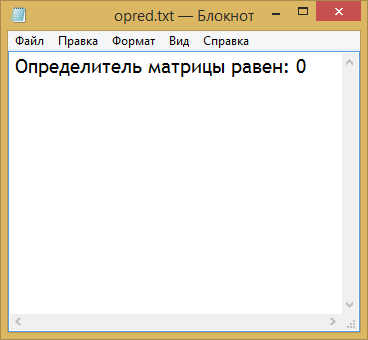 opred.txt — Блокнот
Файл Правка Формат Вид Справка
Определитель матрицы равен: 0